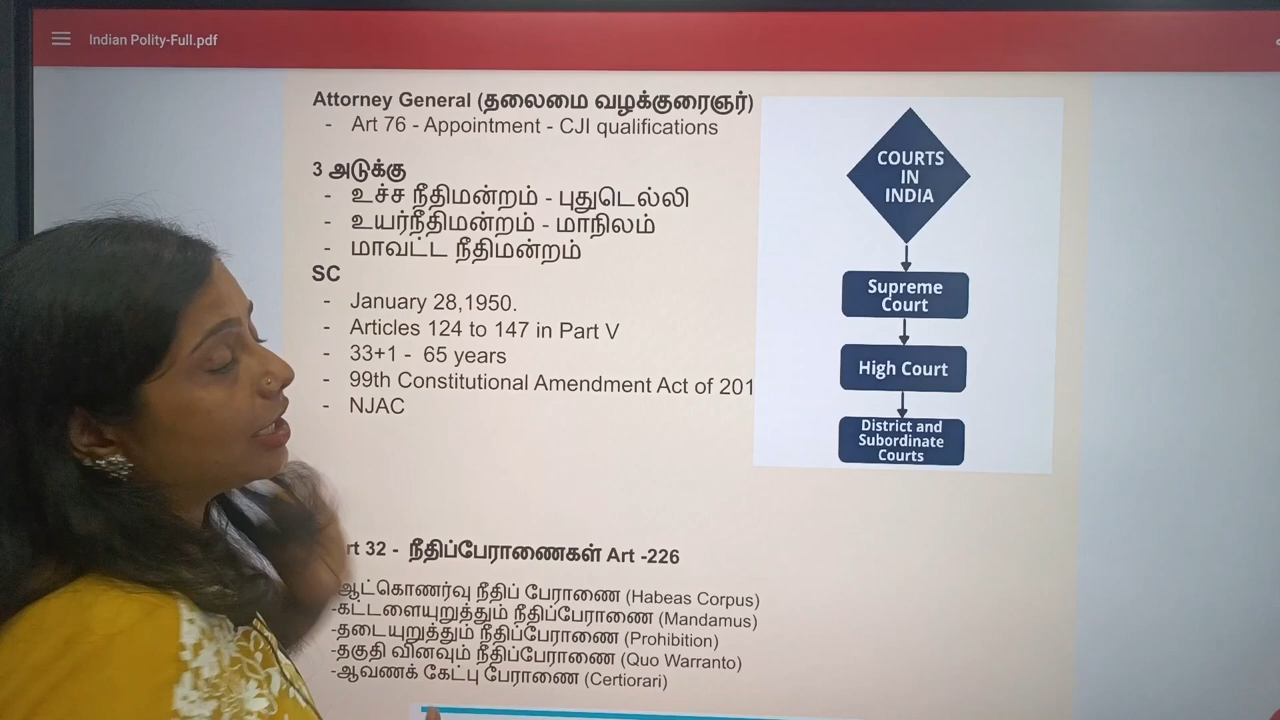 Indian Polity-Full.pdf
Attorney General (தலைமை வழக்குரைஞர்)
- Art 76 - Appointment - CJI qualifications
3 அடுக்கு
- உச்ச நீதிமன்றம் - புதுடெல்லி
- உயர்நீதிமன்றம் - மாநிலம்
- மாவட்ட நீதிமன்றம்
SC
- January 28,1950.
- Articles 124 to 147 in Part V
- 33+1 - 65 years
- 99th Constitutional Amendment Act of 201
- NJAC
COURTS
IN
INDIA
Supreme
Court
High Court
District and
Subordinate
Courts
rt 32 - நீதிப்பேராணைகள் Art -226
ஆட்கொணர்வு நீதிப் பேராணை (Habeas Corpus)
-கட்டளையுறுத்தும் நீதிப்பேராணை (Mandamus)
-தடையுறுத்தும் நீதிப்பேராணை (Prohibition)
-தகுதி வினவும் நீதிப்பேராணை (Quo Warranto)
-ஆவணக் கேட்பு பேராணை (Certiorari)